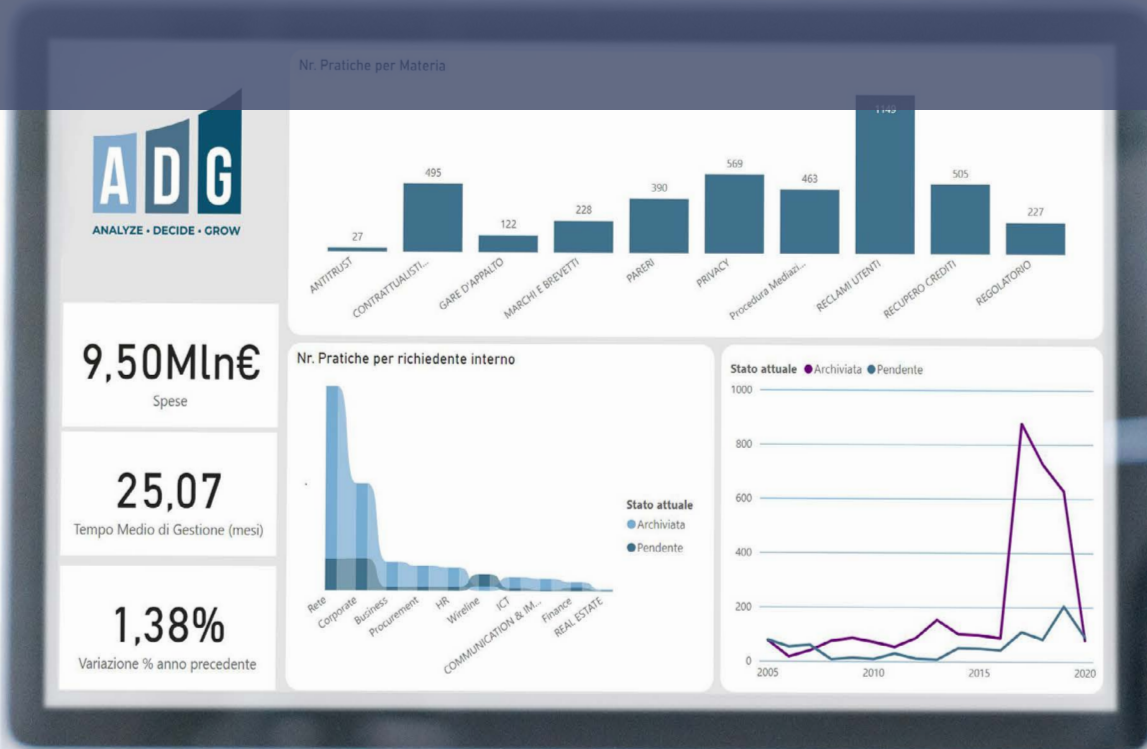 Nr. Pratiche per Materia
ADG
ANALYZE • DECIDE • GROW
1149
569
505
495
463
390
228
227
122
27
ANTITRUST
CONTRATTUALISTI...
GARE D'APPALTO
MARCHI E BREVETTI
PARERI
PRIVACY
Procedura Mediazi...
RECLAMI UTENTI
RECUPERO CREDITI
REGOLATORIO
9,50Mln€
Spese
25,07
Tempo Medio di Gestione (mesi)
1,38%
Variazione % anno precedente
Nr. Pratiche per richiedente interno
Stato attuale
Archiviata
Pendente
Rete
Corporate
Business
Procurement
HR
Wireline
ICT
COMMUNICATION & IM...
Finance
REAL ESTATE
Stato attuale Archiviata Pendente
1000
800
600
400
200
0
2005 2010 2015 2020